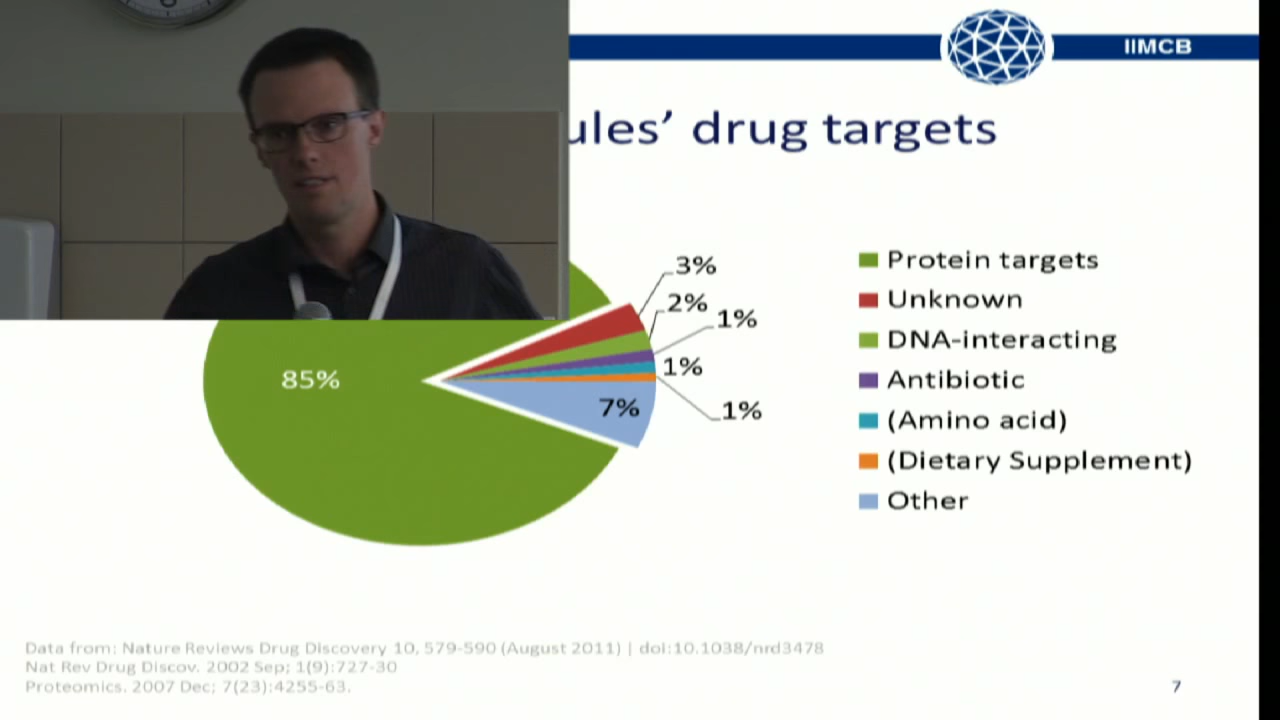 IIMCB
ules’ drug targets
3%
2%
1%
1%
1%
85%
7%
Protein targets
Unknown
DNA-interacting
Antibiotic
(Amino acid)
(Dietary Supplement)
Other
Data from: Nature Reviews Drug Discovery 10, 579-590 (August 2011) | doi:10.1038/nrd3478
Nat Rev Drug Discov. 2002 Sep; 1(9):727-30
Proteomics. 2007 Dec; 7(23):4255-63.
7